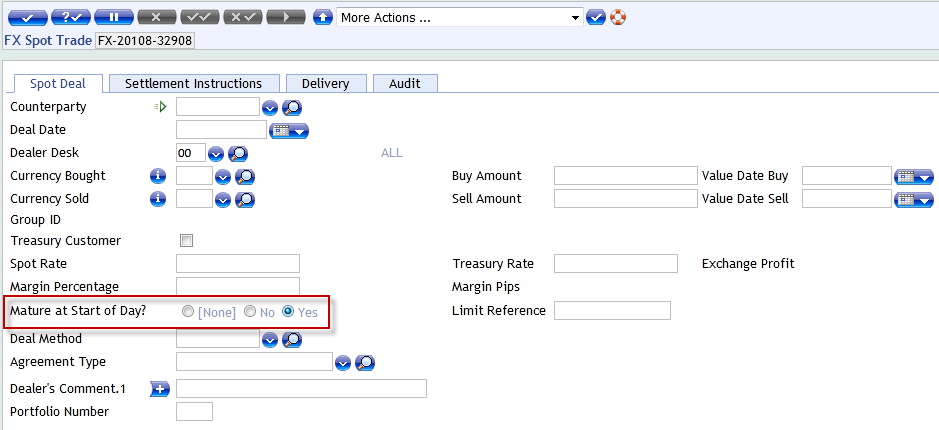 More Actions ...
FX Spot Trade FX-20108-32908
Spot Deal Settlement Instructions Delivery Audit
Counterparty
Deal Date
Dealer Desk 00 ALL
Currency Bought Buy Amount Value Date Buy
Currency Sold Sell Amount Value Date Sell
Group ID
Treasury Customer
Spot Rate Treasury Rate Exchange Profit
Margin Percentage Margin Pips
Mature at Start of Day? [None] No Yes Limit Reference
Deal Method
Agreement Type
Dealer's Comment.1
Portfolio Number